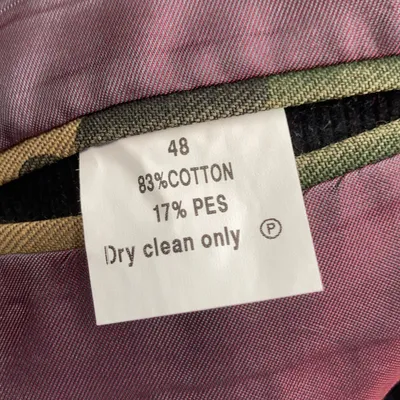 48
83%COTTON
17% PES
Dry clean only Ⓟ